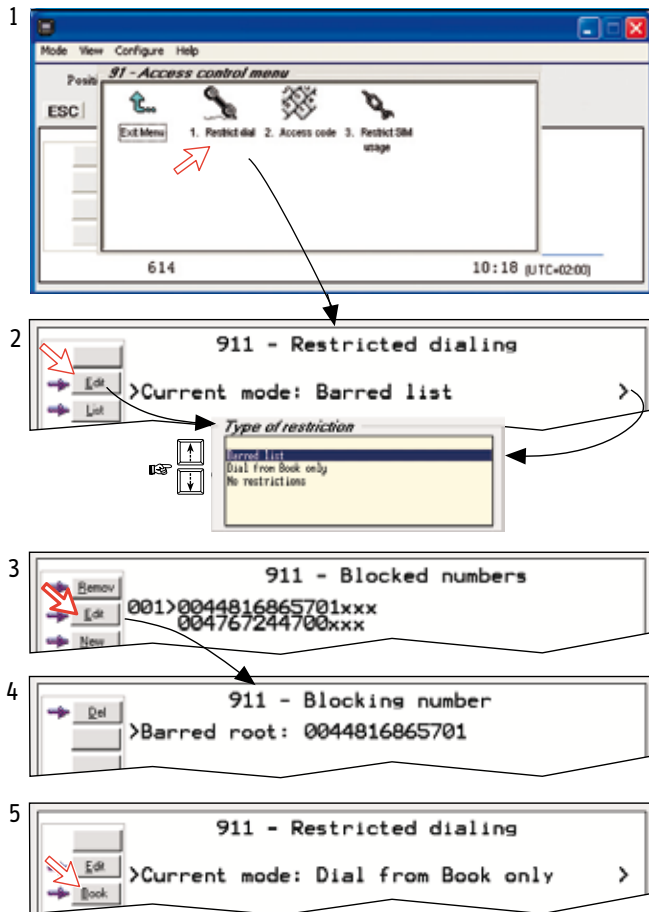 1
Mode View Configure Help
Positi
91 - Access control menu
ESC
Exit Menu
1. Restrict dial
2. Access code
3. Restrict SIM
usage
614
10:18 (UTC+02:00)
2
911 - Restricted dialing
Edit
>Current mode: Barred list >
List
Type of restriction
Barred list
Dial from Book only
No restrictions
3
911 - Blocked numbers
Remov
Edit
001>0044816865701xxx
004767244700xxx
New
4
911 - Blocking number
Del
>Barred root: 0044816865701
5
911 - Restricted dialing
Edit
>Current mode: Dial from Book only >
Book